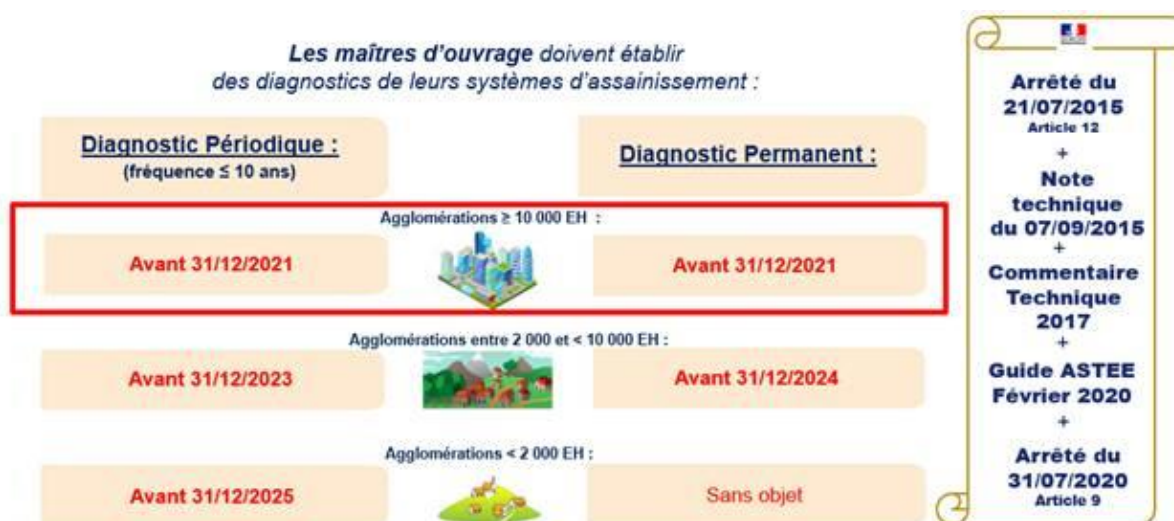 Les maîtres d'ouvrage doivent établir
des diagnostics de leurs systèmes d'assainissement :
Diagnostic Périodique :
(fréquence ≤ 10 ans)
Diagnostic Permanent :
Agglomérations ≥ 10 000 EH :
Avant 31/12/2021
Avant 31/12/2021
Agglomérations entre 2 000 et < 10 000 EH :
Avant 31/12/2023
Avant 31/12/2024
Agglomérations < 2 000 EH :
Avant 31/12/2025
Sans objet
Arrêté du
21/07/2015
Article 12
+
Note
technique
du 07/09/2015
+
Commentaire
Technique
2017
+
Guide ASTEE
Février 2020
+
Arrêté du
31/07/2020
Article 9